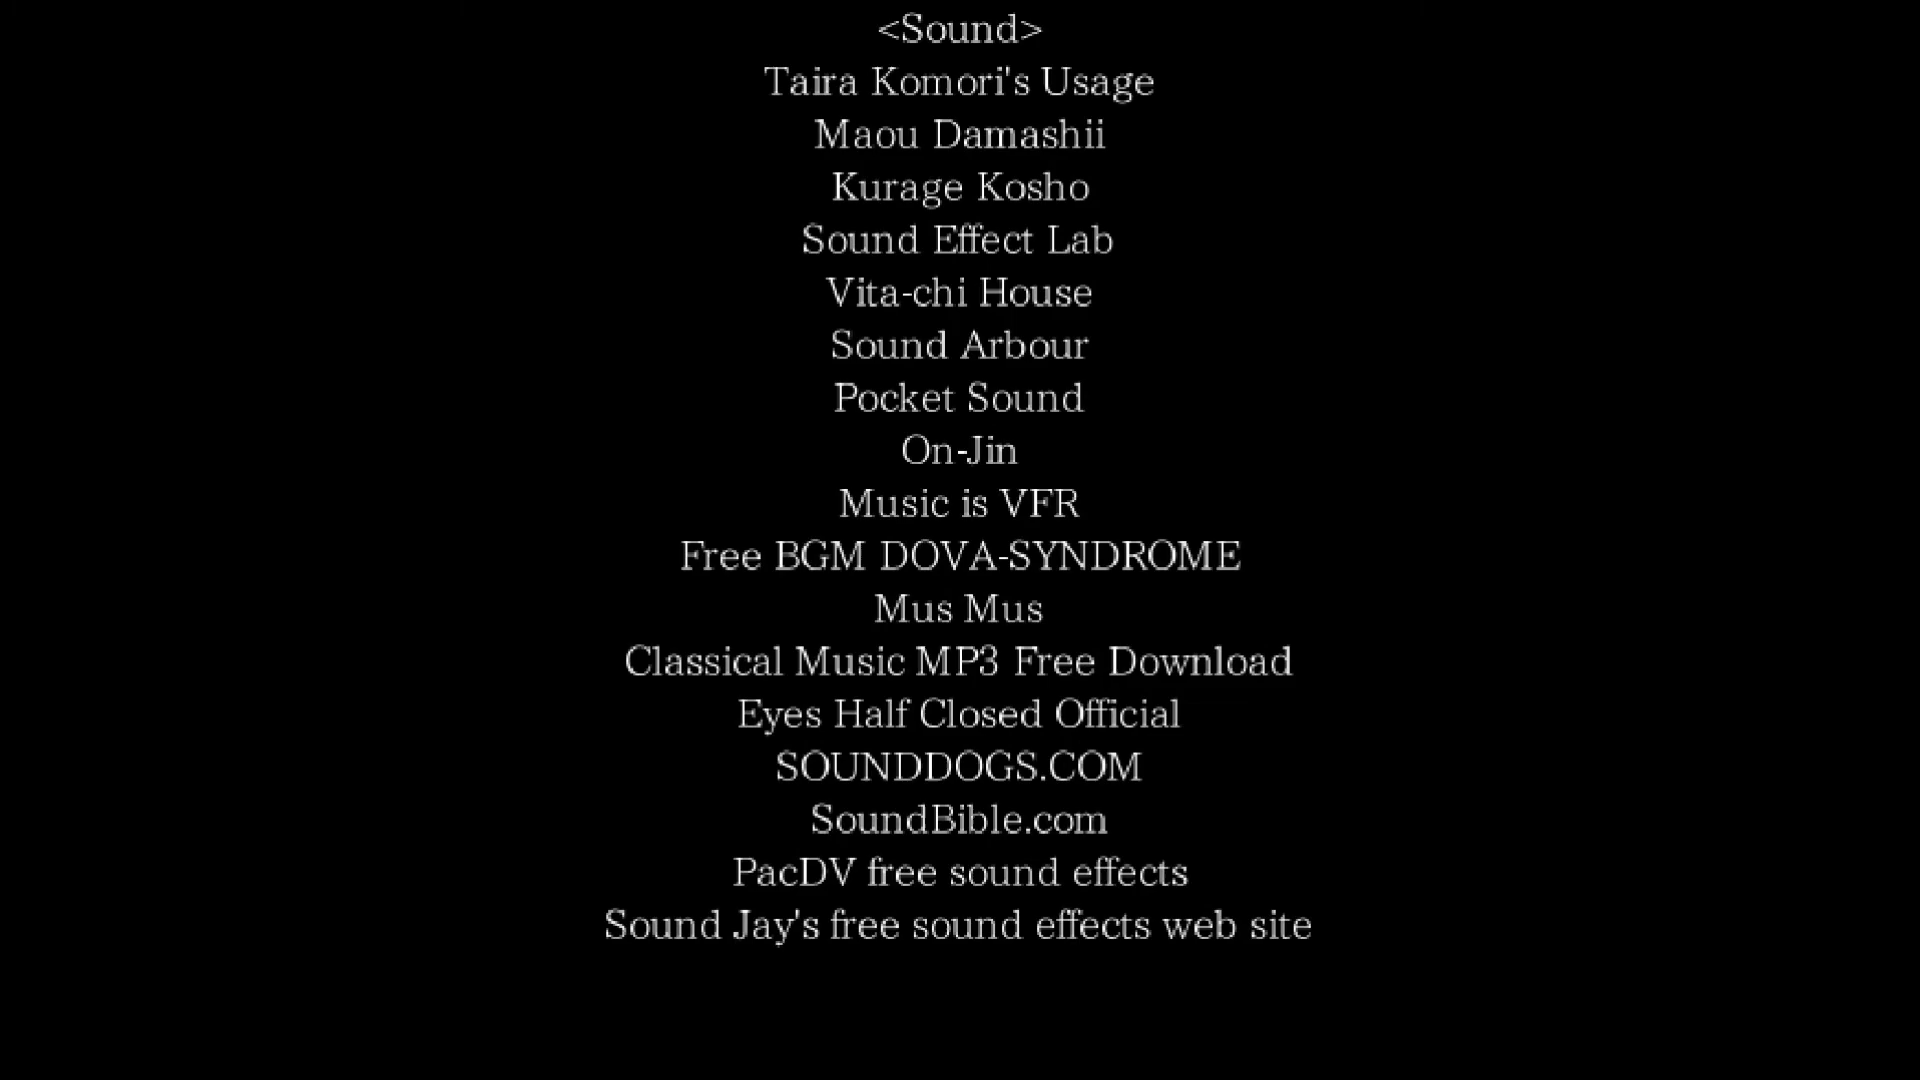 <Sound>
Taira Komori's Usage
Maou Damashii
Kurage Kosho
Sound Effect Lab
Vita-chi House
Sound Arbour
Pocket Sound
On-Jin
Music is VFR
Free BGM DOVA-SYNDROME
Mus Mus
Classical Music MP3 Free Download
Eyes Half Closed Official
SOUNDDOGS.COM
SoundBible.com
PacDV free sound effects
Sound Jay's free sound effects web site